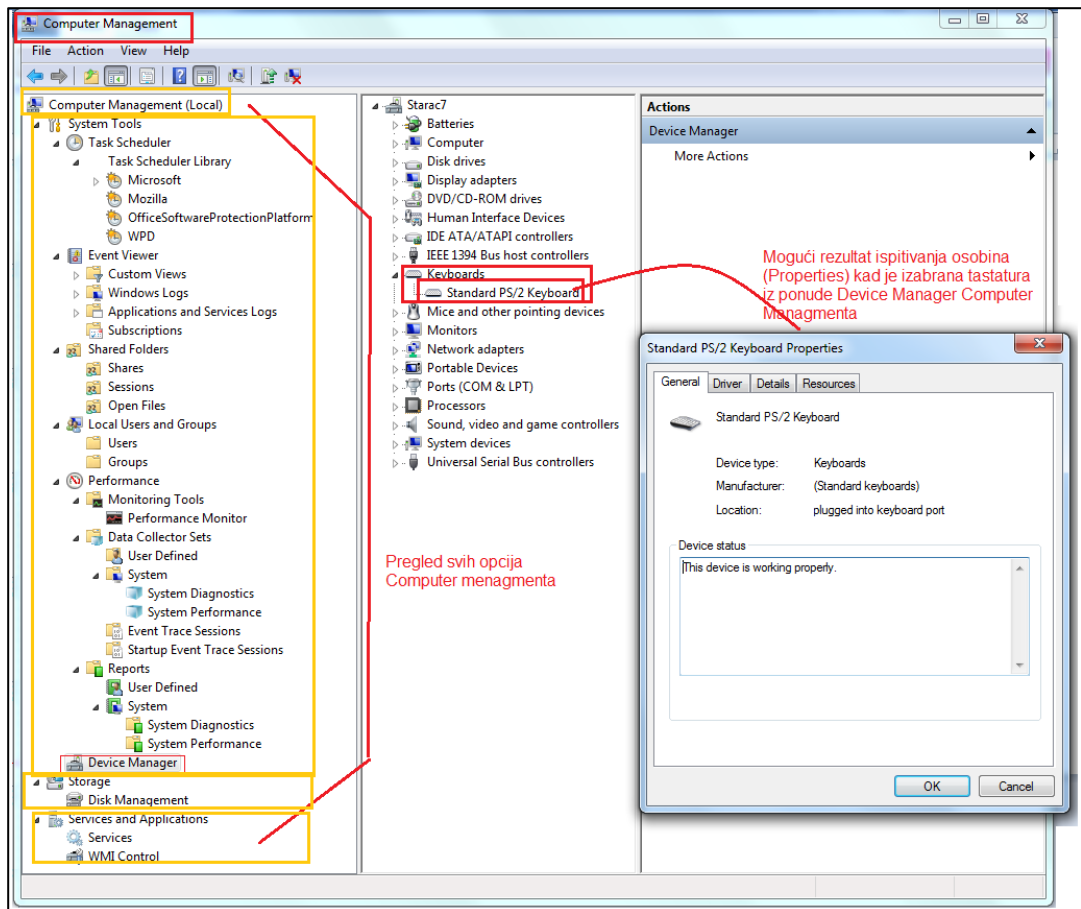 Computer Management
File Action View Help
Computer Management (Local)
System Tools
Task Scheduler
Task Scheduler Library
Microsoft
Mozilla
OfficeSoftwareProtectionPlatform
WPD
Event Viewer
Custom Views
Windows Logs
Applications and Services Logs
Subscriptions
Shared Folders
Shares
Sessions
Open Files
Local Users and Groups
Users
Groups
Performance
Monitoring Tools
Performance Monitor
Data Collector Sets
User Defined
System
System Diagnostics
System Performance
Event Trace Sessions
Startup Event Trace Sessions
Reports
User Defined
System
System Diagnostics
System Performance
Device Manager
Storage
Disk Management
Services and Applications
Services
WMI Control
Starac7
Batteries
Computer
Disk drives
Display adapters
DVD/CD-ROM drives
Human Interface Devices
IDE ATA/ATAPI controllers
IEEE 1394 Bus host controllers
Keyboards
Standard PS/2 Keyboard
Mice and other pointing devices
Monitors
Network adapters
Portable Devices
Ports (COM & LPT)
Processors
Sound, video and game controllers
System devices
Universal Serial Bus controllers
Pregled svih opcija
Computer menagmenta
Actions
Device Manager
More Actions
Mogući rezultat ispitivanja osobina
(Properties) kad je izabrana tastatura
iz ponude Device Manager Computer
Managmenta
Standard PS/2 Keyboard Properties
General Driver Details Resources
Standard PS/2 Keyboard
Device type: Keyboards
Manufacturer: (Standard keyboards)
Location: plugged into keyboard port
Device status
This device is working properly.
OK Cancel